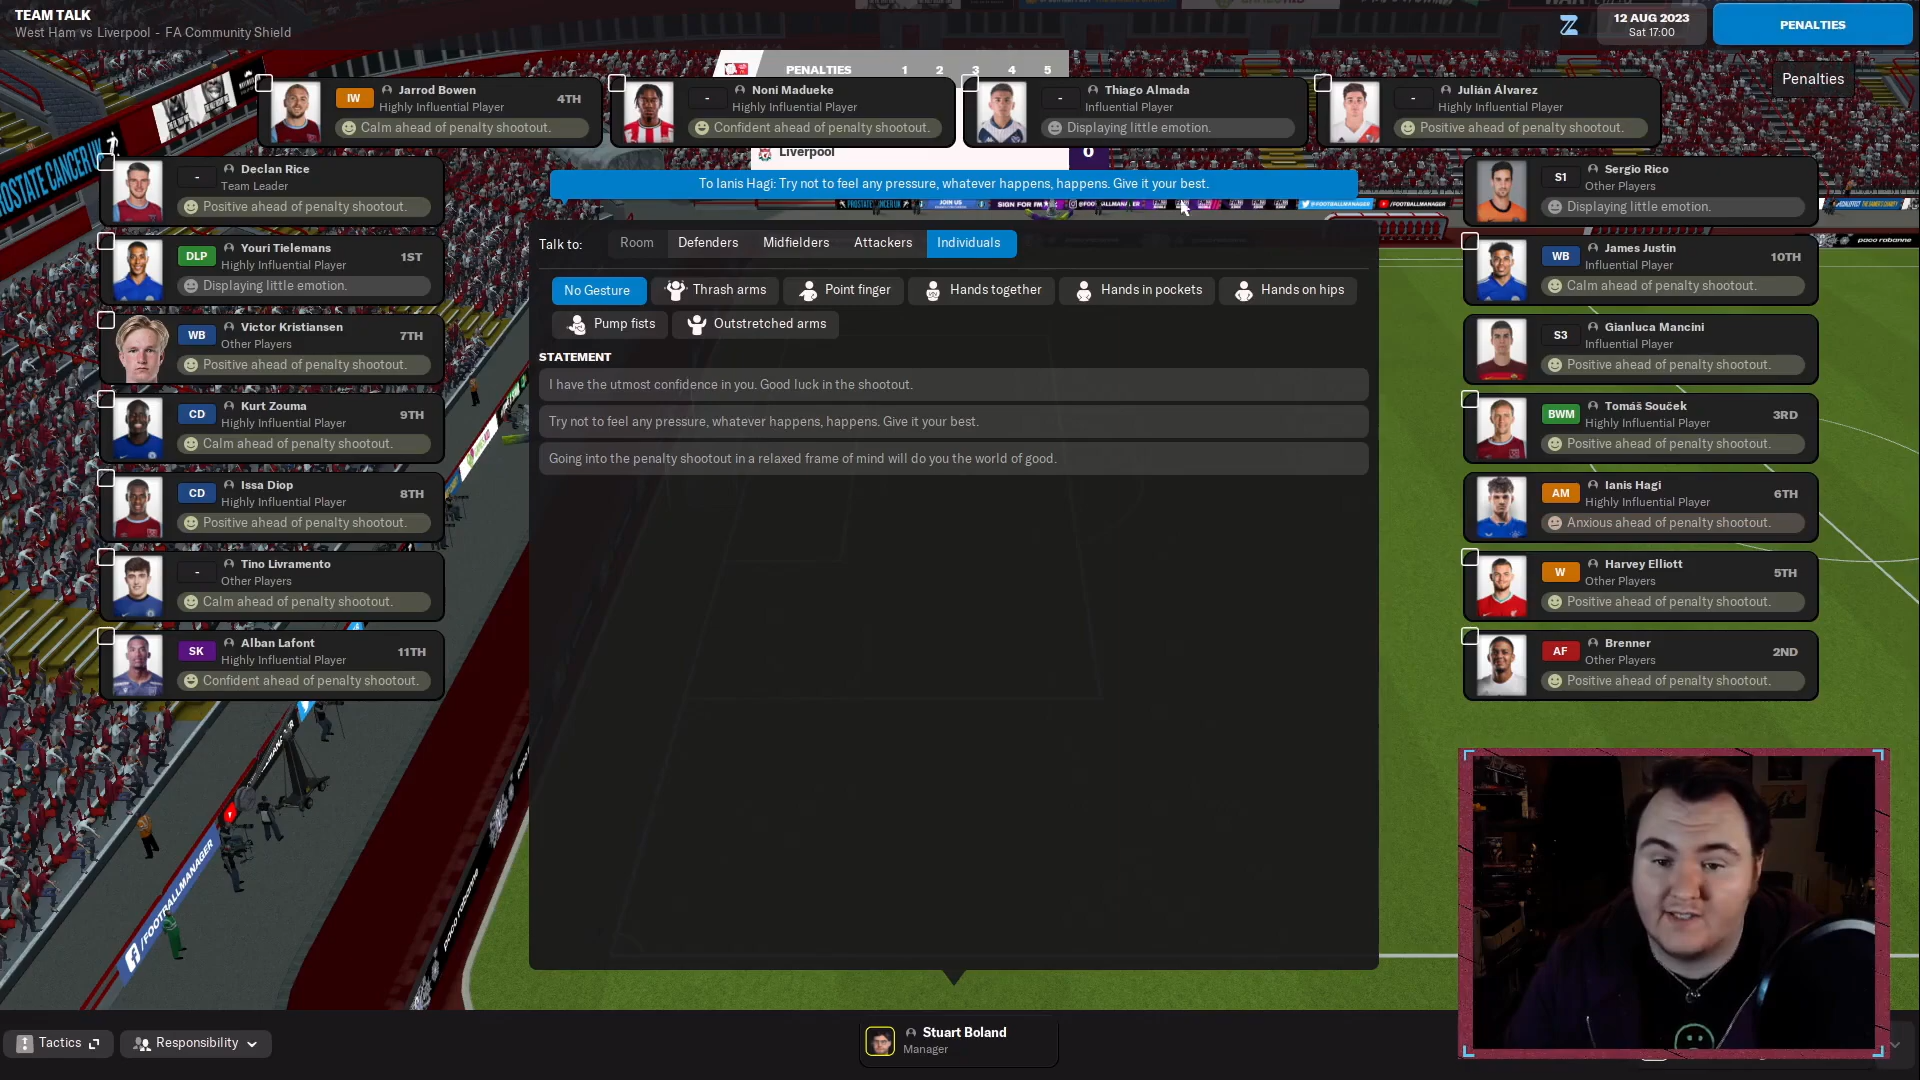 TEAM TALK
West Ham vs Liverpool - FA Community Shield
12 AUG 2023
Sat 17:00
PENALTIES
PENALTIES 1 2 3 4 5
Penalties
Jarrod Bowen
IW
Highly Influential Player
4TH
Calm ahead of penalty shootout.
Noni Madueke
-
Highly Influential Player
Confident ahead of penalty shootout.
Thiago Almada
-
Influential Player
Displaying little emotion.
Julián Álvarez
-
Highly Influential Player
Positive ahead of penalty shootout.
Liverpool 0
Declan Rice
-
Team Leader
Positive ahead of penalty shootout.
Youri Tielemans
DLP
Highly Influential Player
1ST
Displaying little emotion.
Victor Kristiansen
WB
Other Players
7TH
Positive ahead of penalty shootout.
Kurt Zouma
CD
Highly Influential Player
9TH
Calm ahead of penalty shootout.
Issa Diop
CD
Highly Influential Player
8TH
Positive ahead of penalty shootout.
Tino Livramento
-
Other Players
Calm ahead of penalty shootout.
Alban Lafont
SK
Highly Influential Player
11TH
Confident ahead of penalty shootout.
To Ianis Hagi: Try not to feel any pressure, whatever happens, happens. Give it your best.
Talk to: Room Defenders Midfielders Attackers Individuals
No Gesture Thrash arms Point finger Hands together Hands in pockets Hands on hips
Pump fists Outstretched arms
STATEMENT
I have the utmost confidence in you. Good luck in the shootout.
Try not to feel any pressure, whatever happens, happens. Give it your best.
Going into the penalty shootout in a relaxed frame of mind will do you the world of good.
Sergio Rico
S1
Other Players
Displaying little emotion.
James Justin
WB
Influential Player
10TH
Calm ahead of penalty shootout.
Gianluca Mancini
S3
Influential Player
Positive ahead of penalty shootout.
Tomáš Souček
BWM
Highly Influential Player
3RD
Positive ahead of penalty shootout.
Ianis Hagi
AM
Highly Influential Player
6TH
Anxious ahead of penalty shootout.
Harvey Elliott
W
Other Players
5TH
Positive ahead of penalty shootout.
Brenner
AF
Other Players
2ND
Positive ahead of penalty shootout.
PROSTATE CANCER UK
JOIN US
SIGN FOR FM
@FOOTBALLMANAGER
/FOOTBALLMANAGER
paco rabanne
/FOOTBALLMANAGER
paco rabanne
Tactics
Responsibility
Stuart Boland
Manager